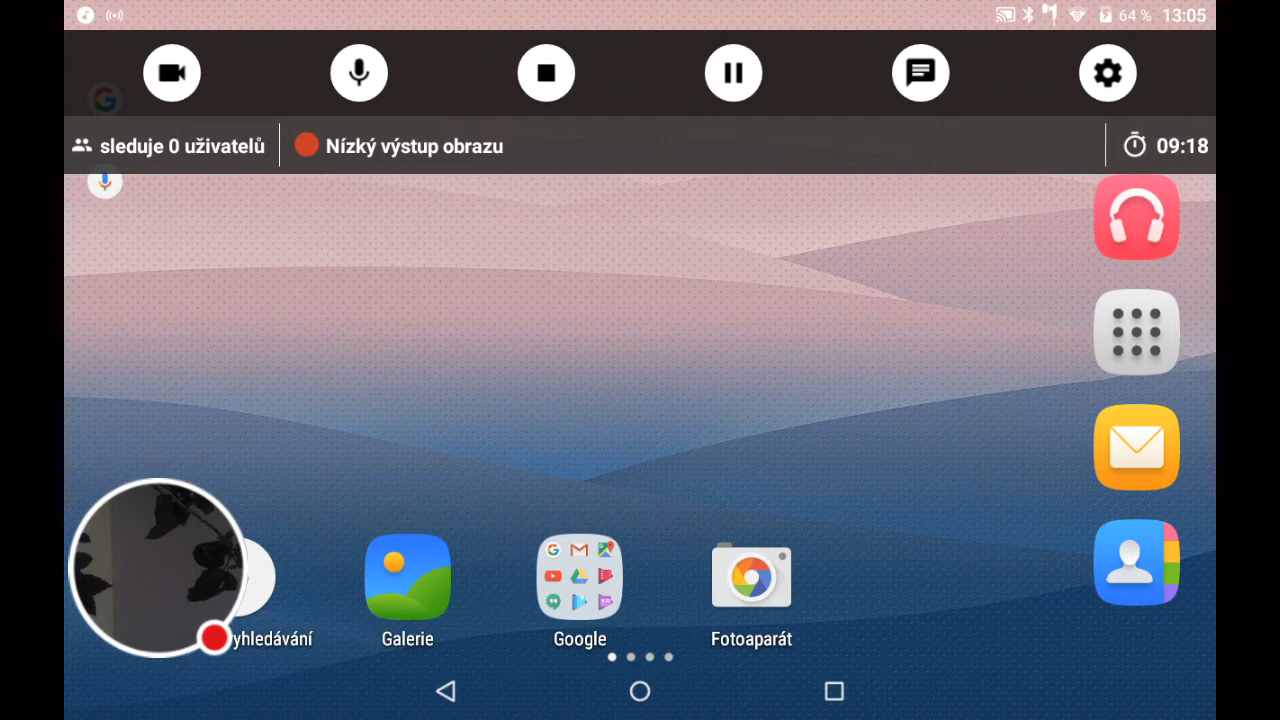 64 % 13:05
sleduje 0 uživatelů
Nízký výstup obrazu
09:18
yhledávání
Galerie
Google
Fotoaparát